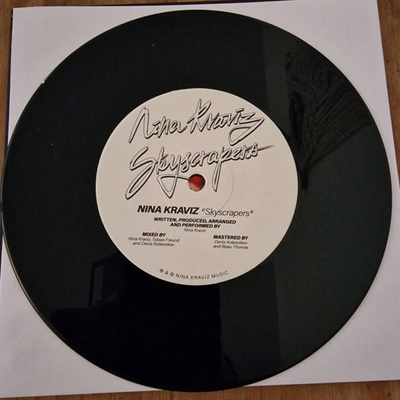 Nina Kraviz
Skyscrapers
NINA KRAVIZ "Skyscrapers"
WRITTEN, PRODUCED, ARRANGED
AND PERFORMED BY
Nina Kraviz
MIXED BY
Nina Kraviz, Tobias Freund
and Denis Kolesnikov
MASTERED BY
Denis Kolesnikov
and Beau Thomas
℗ & © NINA KRAVIZ MUSIC